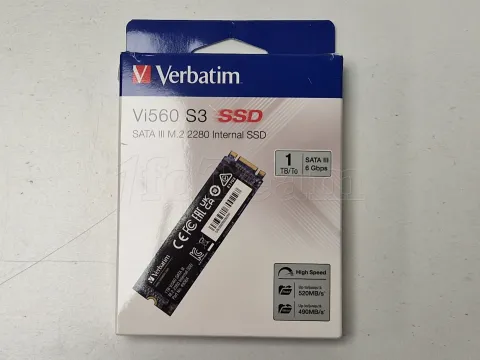 Verbatim
Vi560 S3 SSD
SATA III M.2 2280 Internal SSD
1
TB/To
SATA III
6 Gbps
Verbatim
High Speed
520MB/s
490MB/s